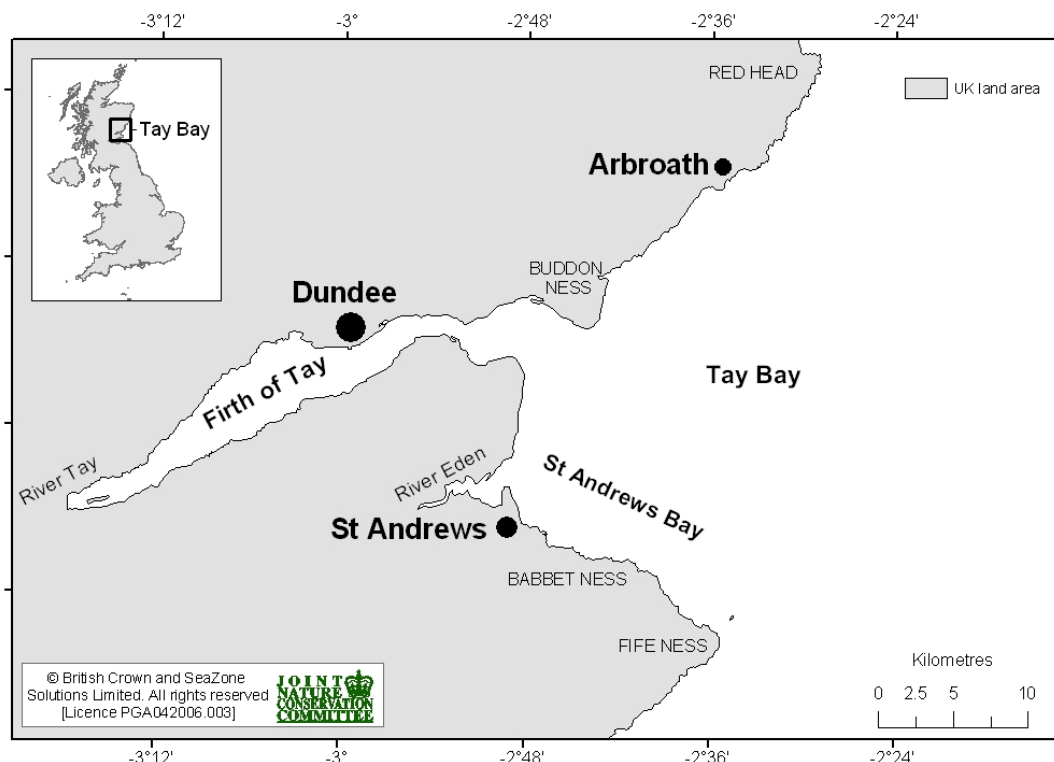 -3°12'
-3°
-2°48'
-2°36'
-2°24'
RED HEAD
UK land area
Tay Bay
Arbroath
BUDDON
NESS
Dundee
Tay Bay
Firth of Tay
River Tay
River Eden
St Andrews Bay
St Andrews
BABBET NESS
FIFE NESS
Kilometres
0 2.5 5 10
© British Crown and SeaZone
Solutions Limited. All rights reserved
[Licence PGA042006.003]
JOINT
NATURE
CONSERVATION
COMMITTEE
-3°12'
-3°
-2°48'
-2°36'
-2°24'